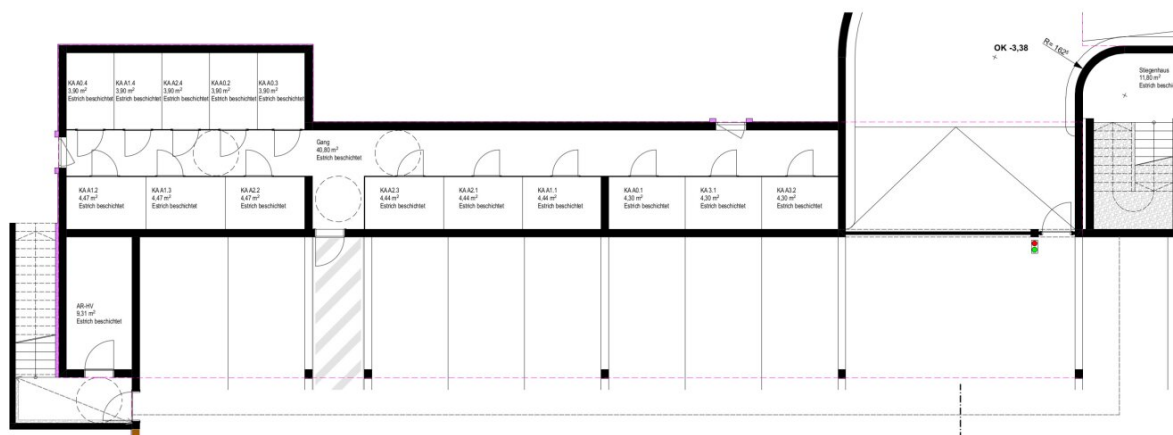 OK -3,38
R= 162⁵
Stiegenhaus
11,80 m²
Estrich beschi
KA A0.4
3,90 m²
Estrich beschichtet
KA A1.4
3,90 m²
Estrich beschichtet
KA A2.4
3,90 m²
Estrich beschichtet
KA A0.2
3,90 m²
Estrich beschichtet
KA A0.3
3,90 m²
Estrich beschichtet
Gang
40,80 m²
Estrich beschichtet
KA A1.2
4,47 m²
Estrich beschichtet
KA A1.3
4,47 m²
Estrich beschichtet
KA A2.2
4,47 m²
Estrich beschichtet
KA A2.3
4,44 m²
Estrich beschichtet
KA A2.1
4,44 m²
Estrich beschichtet
KA A1.1
4,44 m²
Estrich beschichtet
KA A0.1
4,30 m²
Estrich beschichtet
KA 3.1
4,30 m²
Estrich beschichtet
KA A3.2
4,30 m²
Estrich beschichtet
AR-HV
9,31 m²
Estrich beschichtet